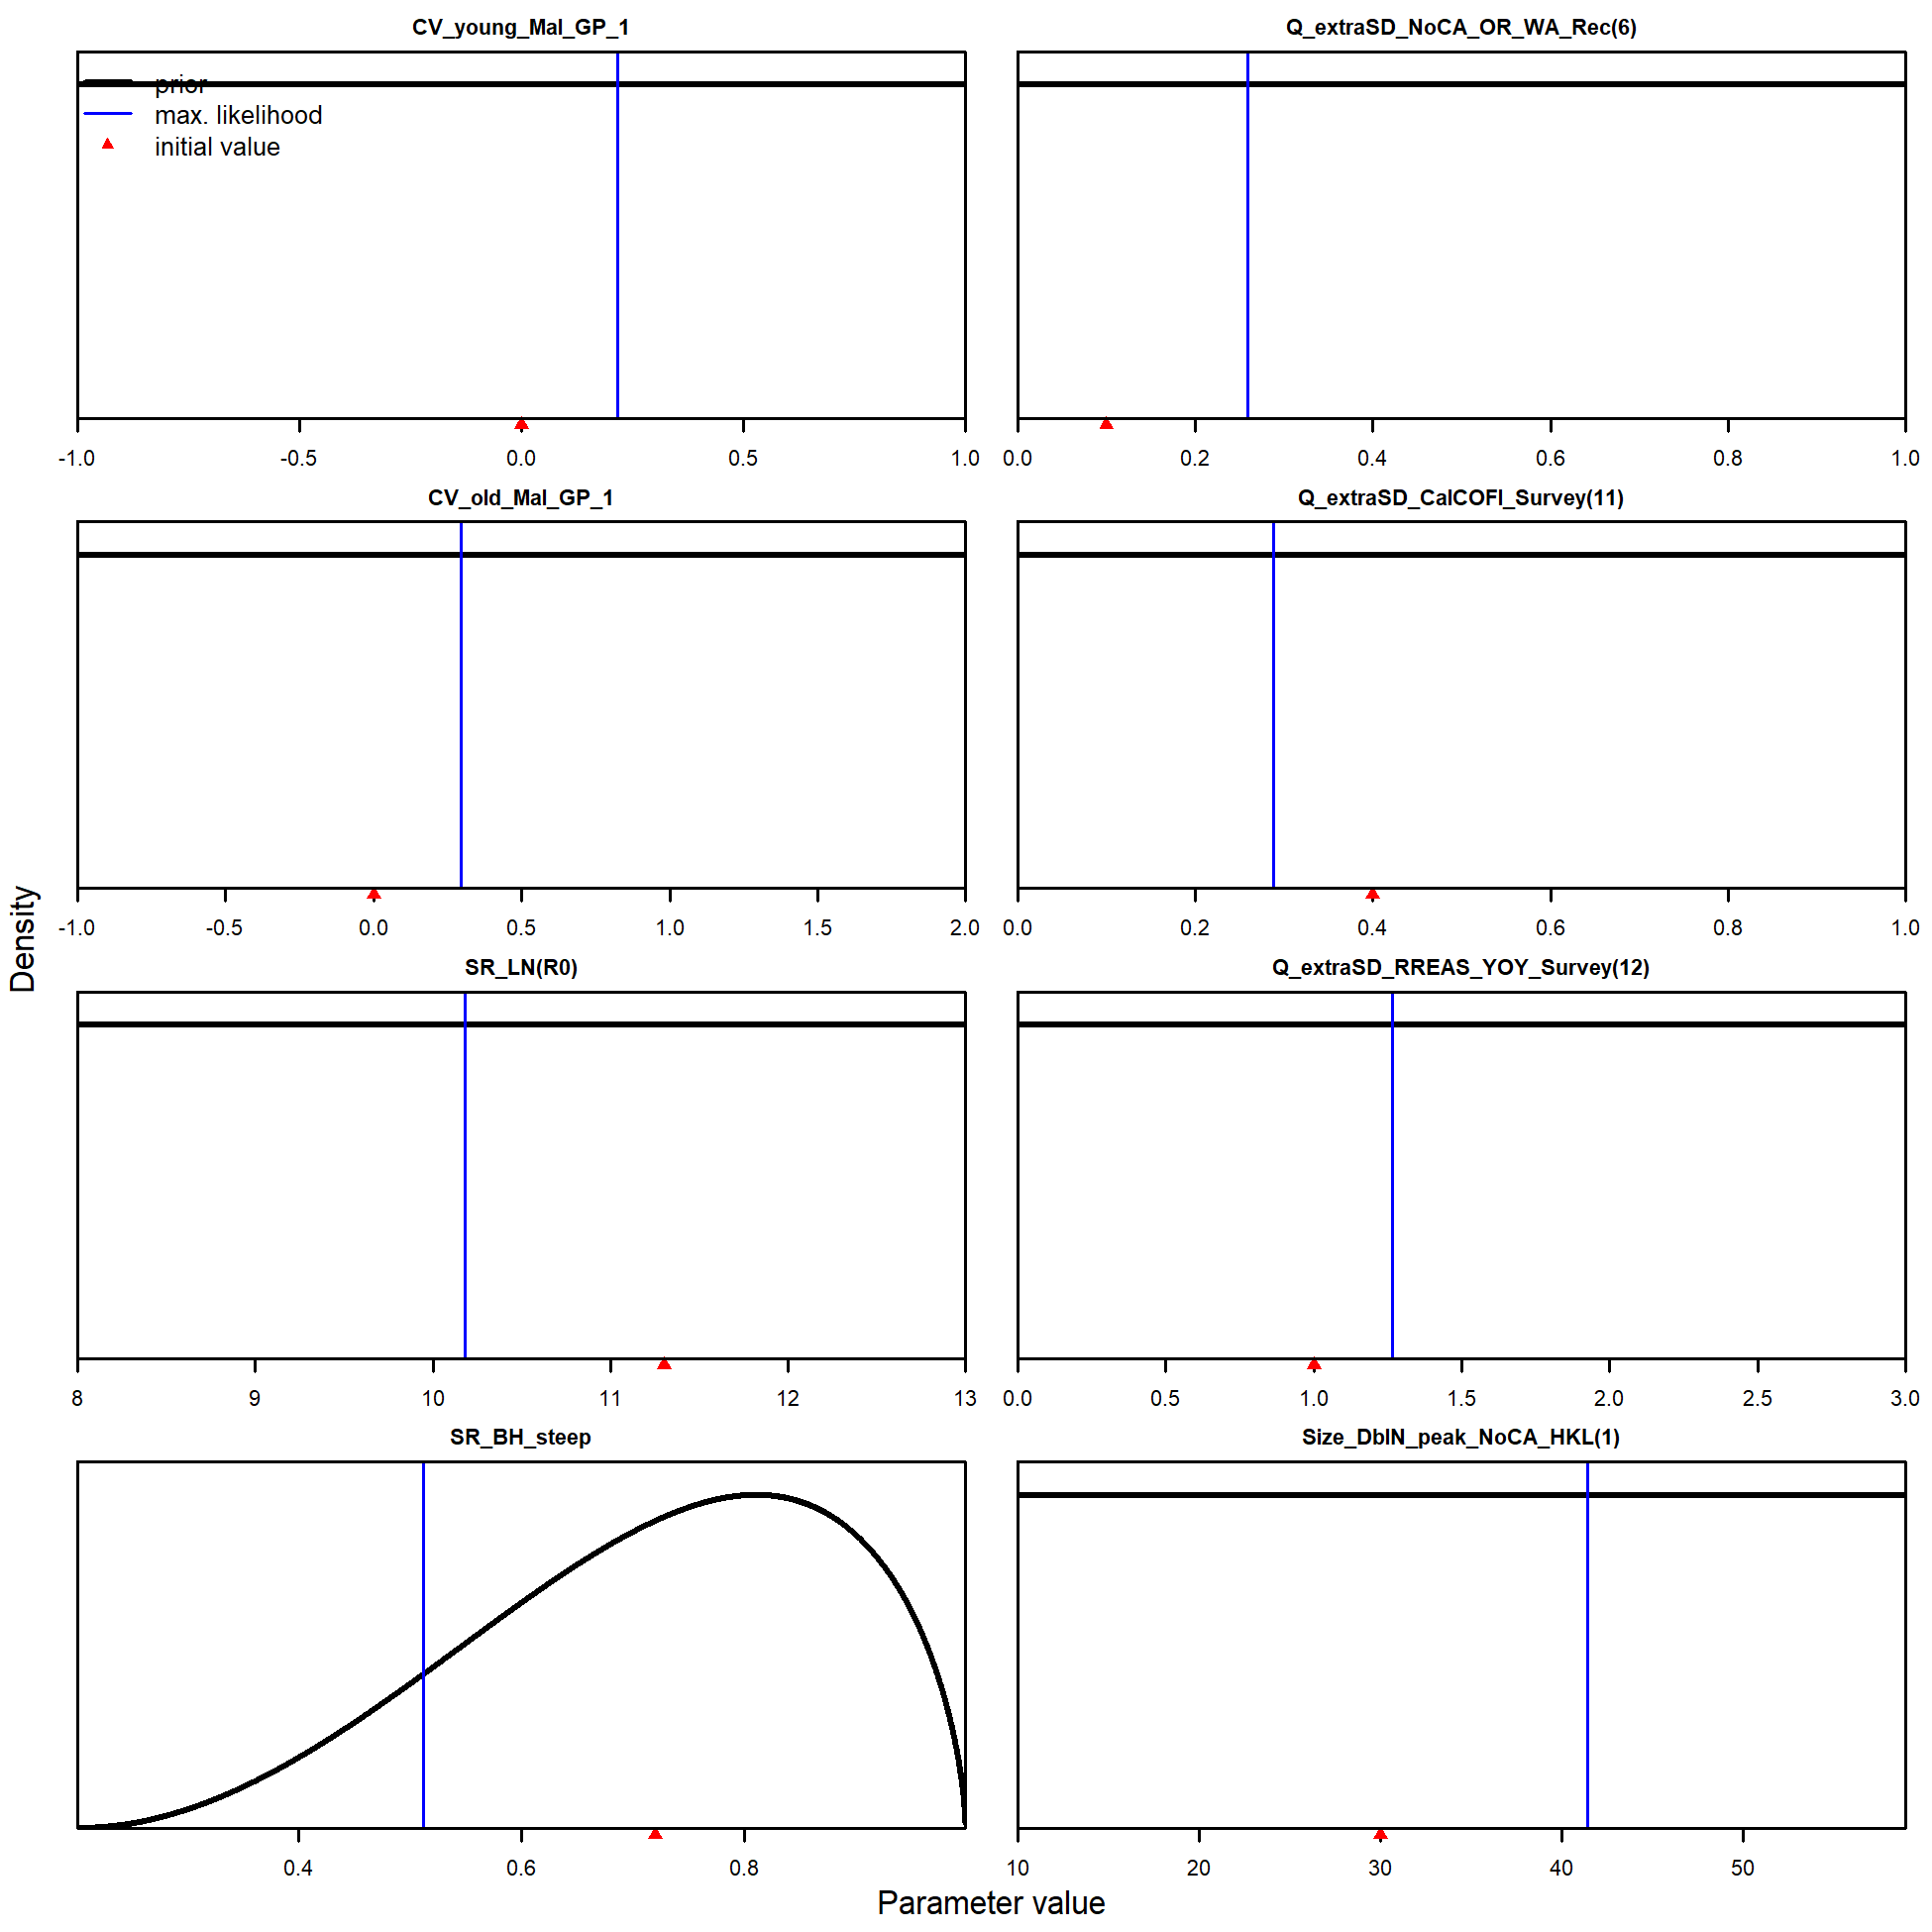 CV_young_Mal_GP_1
prior
max. likelihood
initial value
-1.0 -0.5 0.0 0.5 1.0
Q_extraSD_NoCA_OR_WA_Rec(6)
0.0 0.2 0.4 0.6 0.8 1.0
CV_old_Mal_GP_1
-1.0 -0.5 0.0 0.5 1.0 1.5 2.0
Q_extraSD_CalCOFI_Survey(11)
0.0 0.2 0.4 0.6 0.8 1.0
Density
SR_LN(R0)
8 9 10 11 12 13
Q_extraSD_RREAS_YOY_Survey(12)
0.0 0.5 1.0 1.5 2.0 2.5 3.0
SR_BH_steep
0.4 0.6 0.8
Size_DblN_peak_NoCA_HKL(1)
10 20 30 40 50
Parameter value